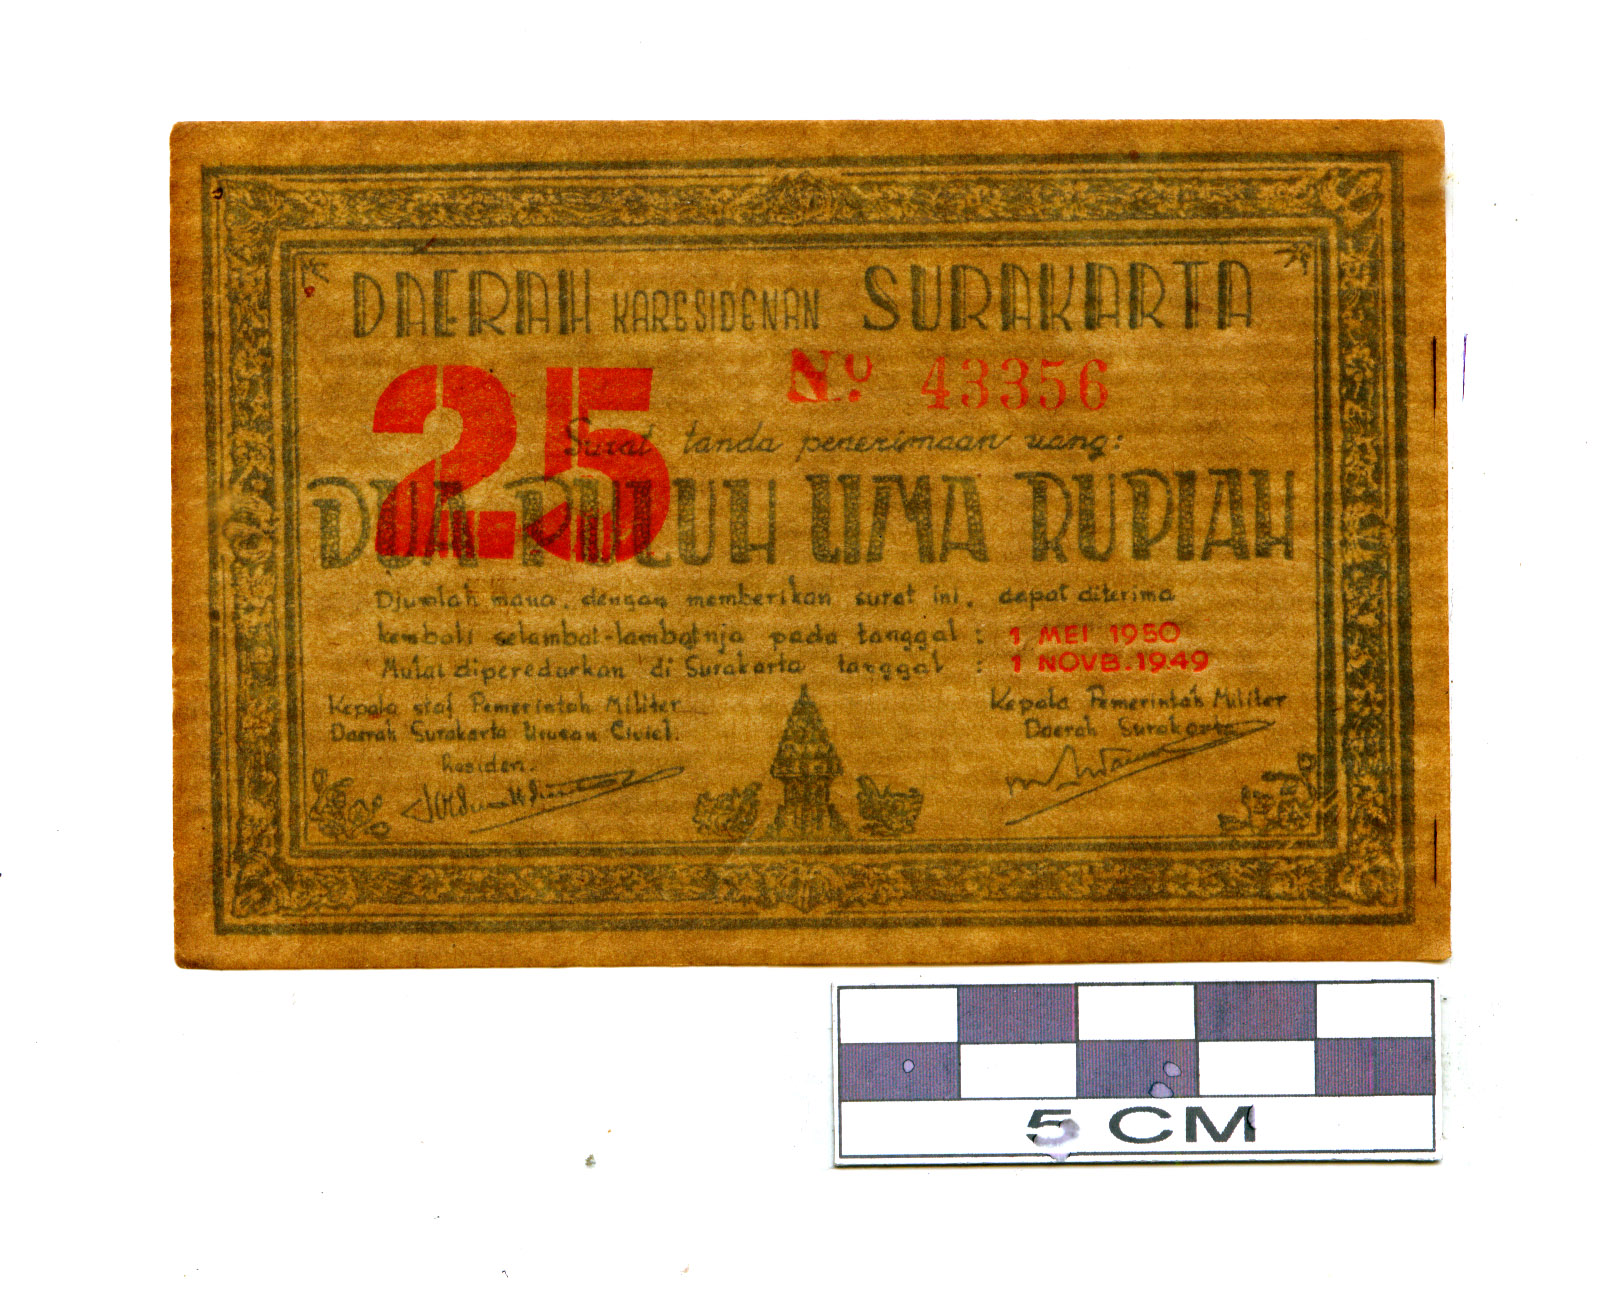 DAERAH KARESIDENAN SURAKARTA
25
No. 43356
Surat tanda penerimaan uang:
DUA PULUH LIMA RUPIAH
Djumlah mana, dengan memberikan surat ini, dapat diterima
kembali selambat-lambatnja pada tanggal : 1 MEI 1950
Mulai diperedarkan di Surakarta tanggal : 1 NOVB. 1949
Kepala staf Pemerintah Militer
Daerah Surakarta Urusan Civiel.
Residen.
Kepala Pemerintah Militer
Daerah Surakarta
5 CM